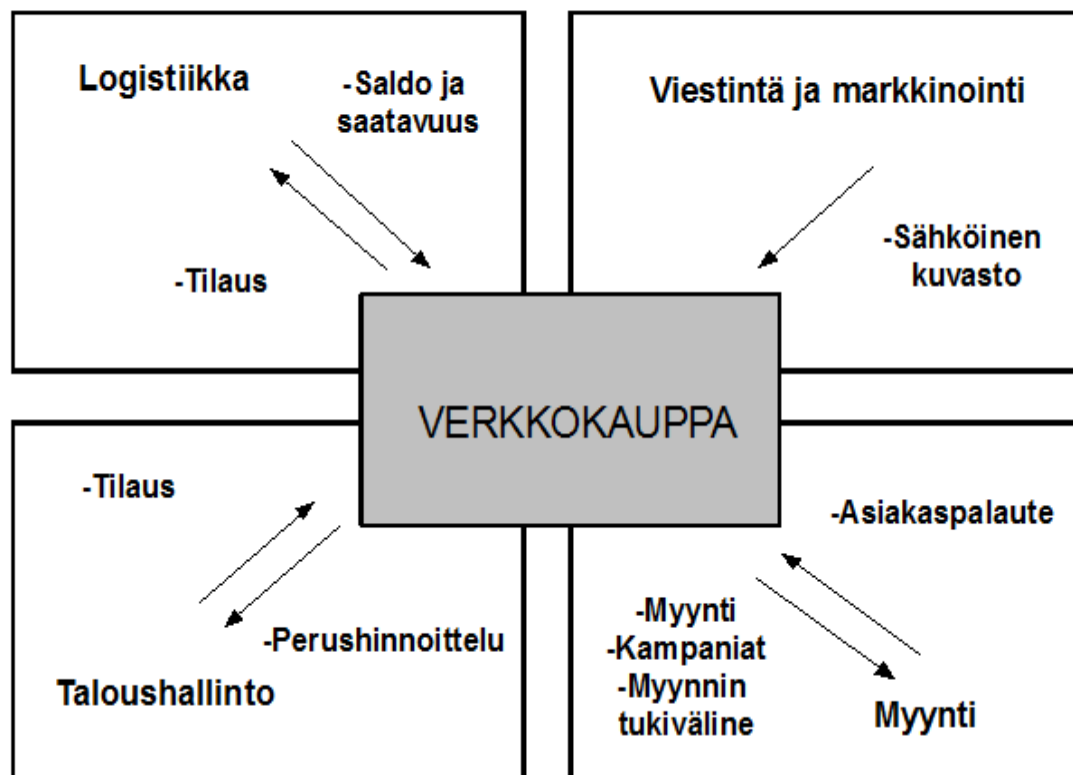 Logistiikka
-Saldo ja
saatavuus
-Tilaus
Viestintä ja markkinointi
-Sähköinen
kuvasto
VERKKOKAUPPA
-Tilaus
-Perushinnoittelu
Taloushallinto
-Asiakaspalaute
-Myynti
-Kampaniat
-Myynnin
tukiväline
Myynti